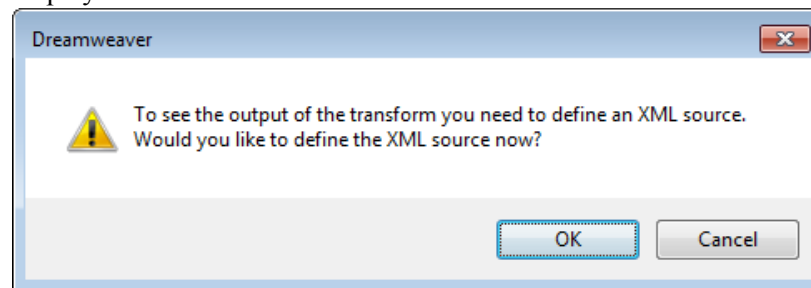 Dreamweaver
To see the output of the transform you need to define an XML source.
Would you like to define the XML source now?
OK
Cancel